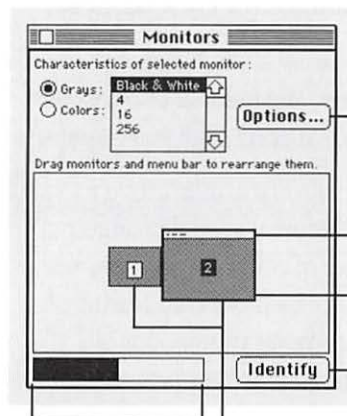 Monitors
Characteristics of selected monitor:
Grays:
Colors:
Black & White
4
16
256
Options...
Drag monitors and menu bar to rearrange them.
1
2
Identify